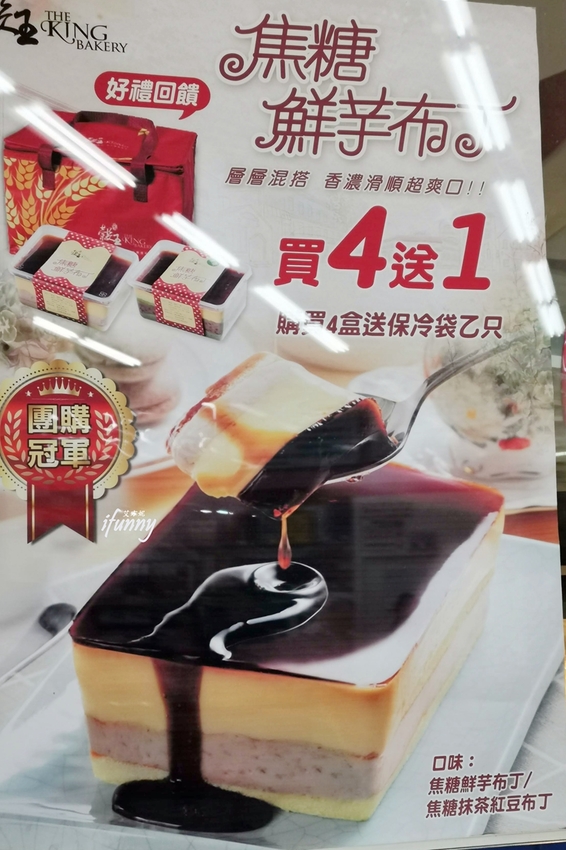 THE
KING
BAKERY
焦糖
鮮芋布丁
好禮回饋
層層混搭 香濃滑順超爽口!!
買4送1
購買4盒送保冷袋乙只
團購
冠軍
艾琳妮
ifunny
口味：
焦糖鮮芋布丁/
焦糖抹茶紅豆布丁